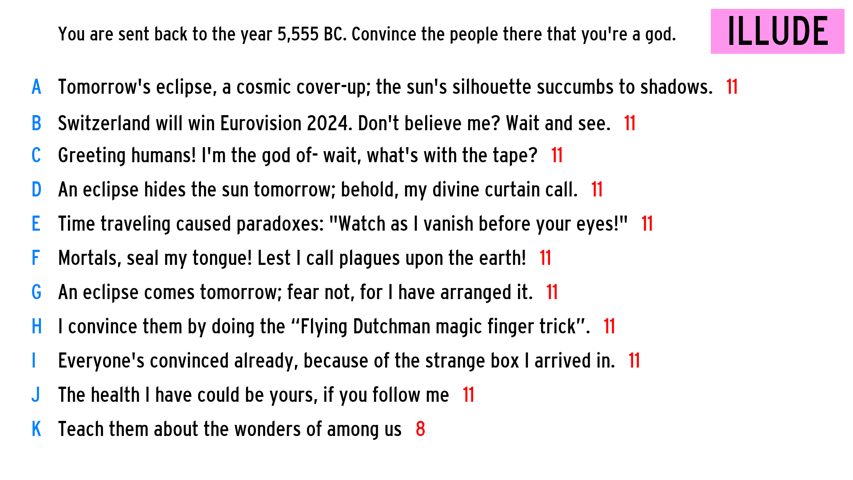 You are sent back to the year 5,555 BC. Convince the people there that you're a god.
ILLUDE
A Tomorrow's eclipse, a cosmic cover-up; the sun's silhouette succumbs to shadows. 11
B Switzerland will win Eurovision 2024. Don't believe me? Wait and see. 11
C Greeting humans! I'm the god of- wait, what's with the tape? 11
D An eclipse hides the sun tomorrow; behold, my divine curtain call. 11
E Time traveling caused paradoxes: "Watch as I vanish before your eyes!" 11
F Mortals, seal my tongue! Lest I call plagues upon the earth! 11
G An eclipse comes tomorrow; fear not, for I have arranged it. 11
H I convince them by doing the “Flying Dutchman magic finger trick”. 11
I Everyone's convinced already, because of the strange box I arrived in. 11
J The health I have could be yours, if you follow me 11
K Teach them about the wonders of among us 8